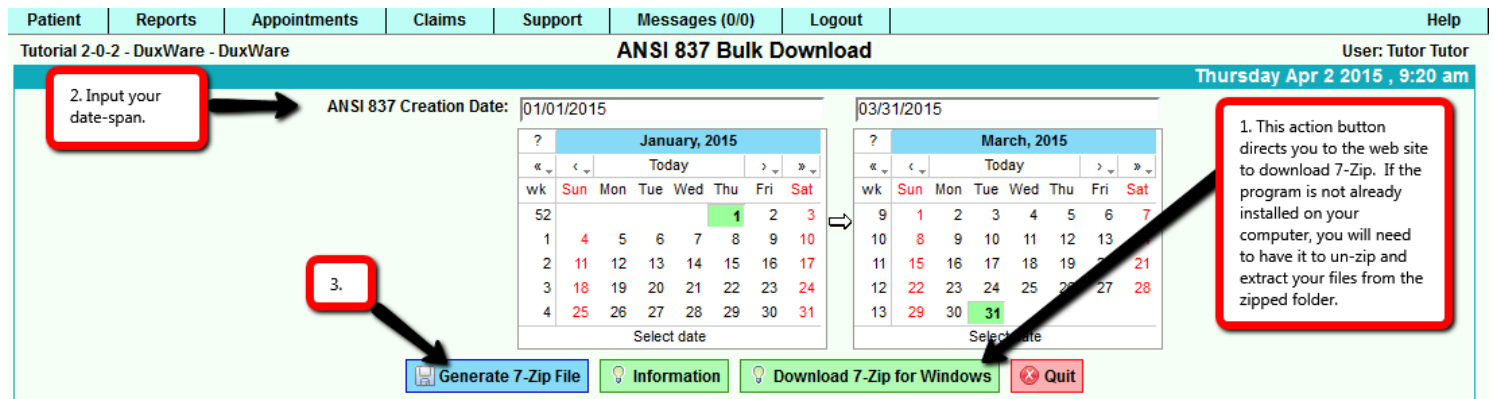 Patient Reports Appointments Claims Support Messages (0/0) Logout Help
Tutorial 2-0-2 - DuxWare - DuxWare ANSI 837 Bulk Download User: Tutor Tutor
Thursday Apr 2 2015 , 9:20 am
2. Input your
date-span.
ANSI 837 Creation Date: 01/01/2015 03/31/2015
? January, 2015
« ‹ Today › »
wk Sun Mon Tue Wed Thu Fri Sat
52 1 2 3
1 4 5 6 7 8 9 10
2 11 12 13 14 15 16 17
3 18 19 20 21 22 23 24
4 25 26 27 28 29 30 31
Select date
? March, 2015
« ‹ Today › »
wk Sun Mon Tue Wed Thu Fri Sat
9 1 2 3 4 5 6 7
10 8 9 10 11 12 13
11 15 16 17 18 19 21
12 22 23 24 25 26 27 28
13 29 30 31
Select date
1. This action button
directs you to the web site
to download 7-Zip. If the
program is not already
installed on your
computer, you will need
to have it to un-zip and
extract your files from the
zipped folder.
3.
Generate 7-Zip File Information Download 7-Zip for Windows Quit